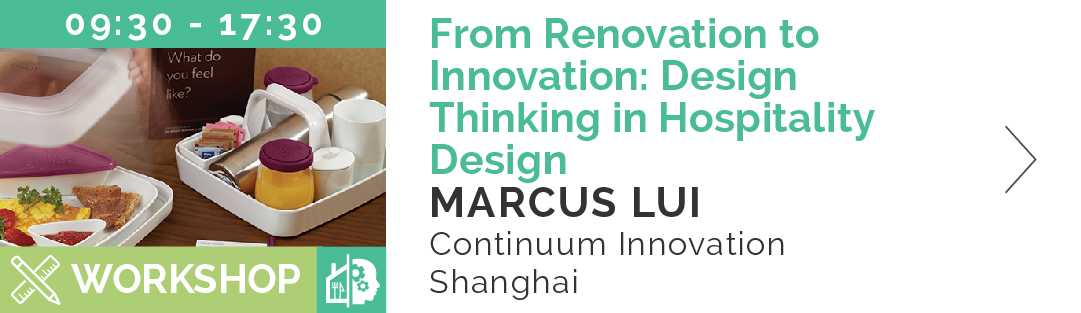 09:30 - 17:30
What do
you feel
like?
WORKSHOP
From Renovation to
Innovation: Design
Thinking in Hospitality
Design
MARCUS LUI
Continuum Innovation
Shanghai